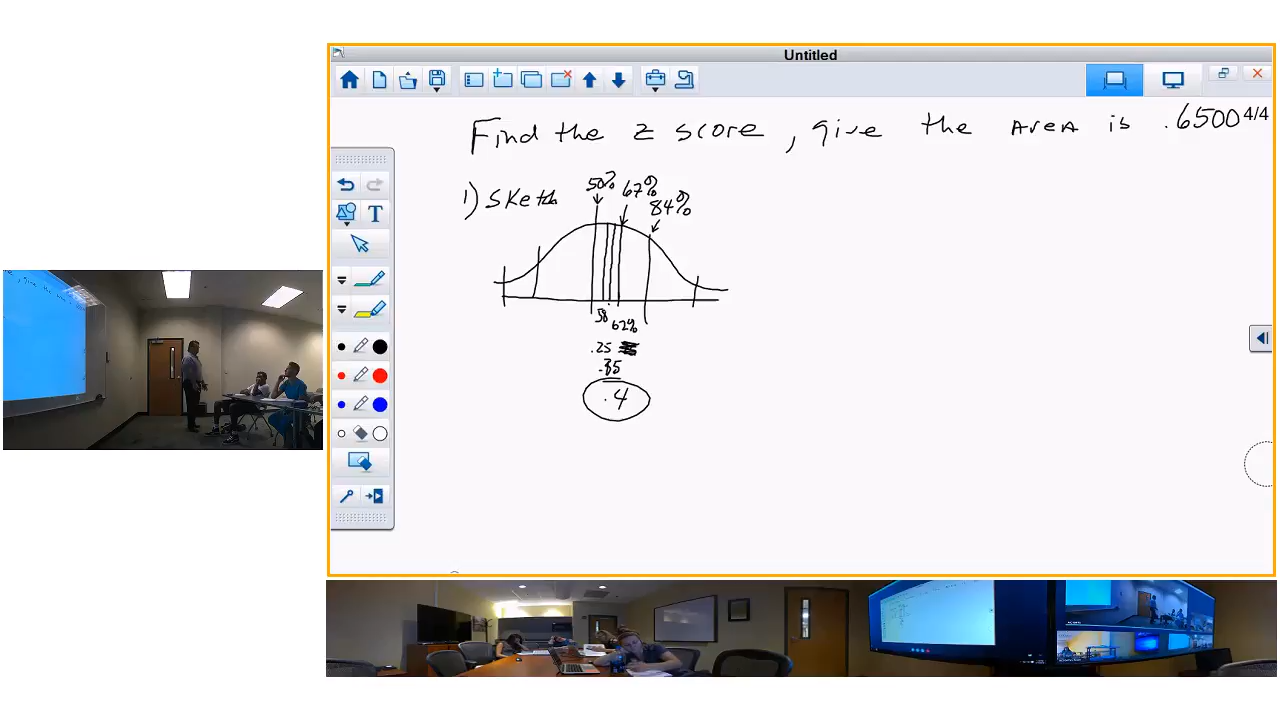 Untitled
Find the z score, give the Area is .6500
4/4
1) Sketch
50%
67%
84%
T
58
62%
.25
.35
.4